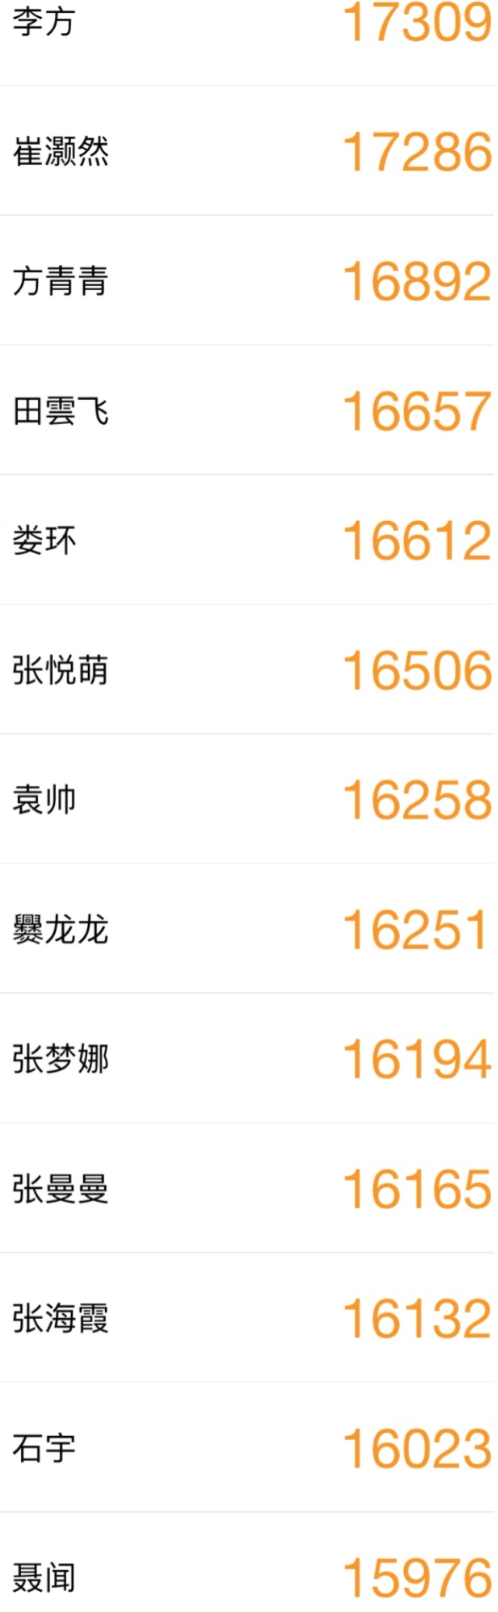 李方 17309
崔灏然 17286
方青青 16892
田雲飞 16657
娄环 16612
张悦萌 16506
袁帅 16258
爨龙龙 16251
张梦娜 16194
张曼曼 16165
张海霞 16132
石宇 16023
聂闻 15976